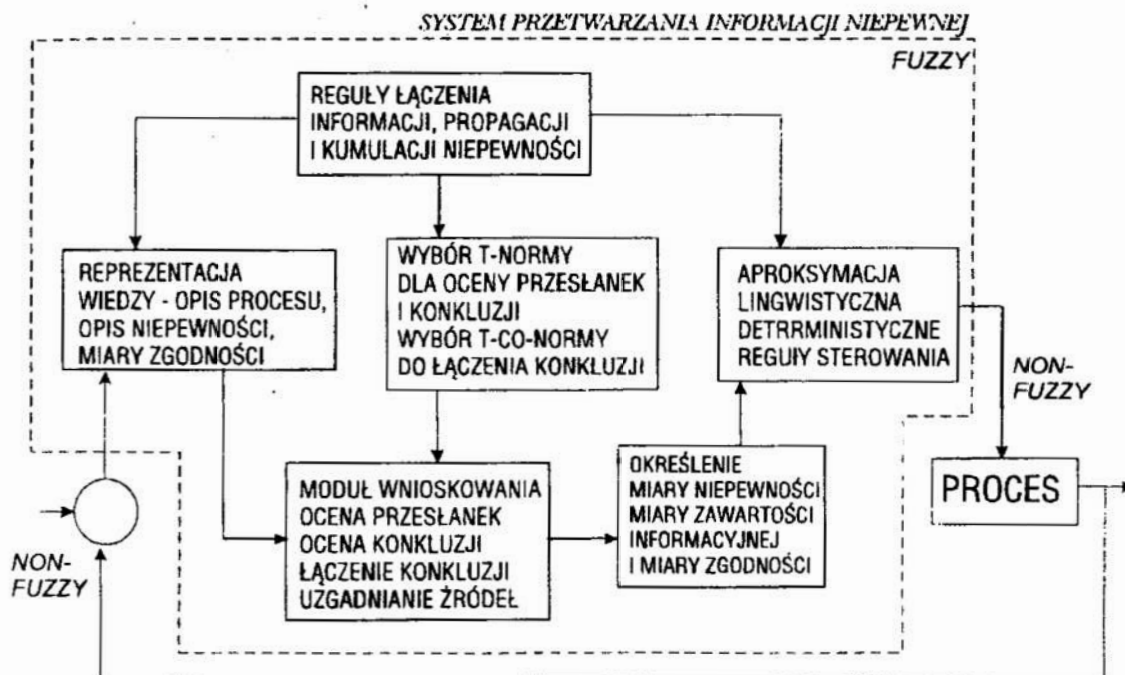 SYSTEM PRZETWARZANIA INFORMACJI NIEPEWNEJ
FUZZY
REGUŁY ŁĄCZENIA
INFORMACJI, PROPAGACJI
I KUMULACJI NIEPEWNOŚCI
REPREZENTACJA
WIEDZY - OPIS PROCESU,
OPIS NIEPEWNOŚCI,
MIARY ZGODNOŚCI
WYBÓR T-NORMY
DLA OCENY PRZESŁANEK
I KONKLUZJI
WYBÓR T-CO-NORMY
DO ŁĄCZENIA KONKLUZJI
APROKSYMACJA
LINGWISTYCZNA
DETRRMINISTYCZNE
REGUŁY STEROWANIA
NON-
FUZZY
MODUŁ WNIOSKOWANIA
OCENA PRZESŁANEK
OCENA KONKLUZJI
ŁĄCZENIE KONKLUZJI
UZGADNIANIE ŹRÓDEŁ
OKREŚLENIE
MIARY NIEPEWNOŚCI
MIARY ZAWARTOŚCI
INFORMACYJNEJ
I MIARY ZGODNOŚCI
PROCES
NON-
FUZZY